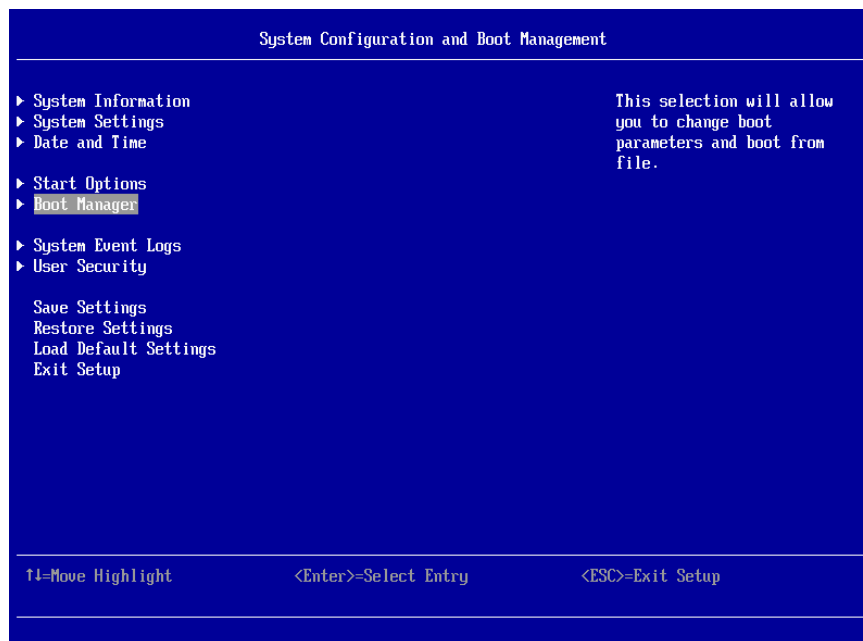 System Configuration and Boot Management
System Information
System Settings
Date and Time
Start Options
Boot Manager
System Event Logs
User Security
Save Settings
Restore Settings
Load Default Settings
Exit Setup
This selection will allow
you to change boot
parameters and boot from
file.
↑↓=Move Highlight
<Enter>=Select Entry
<ESC>=Exit Setup